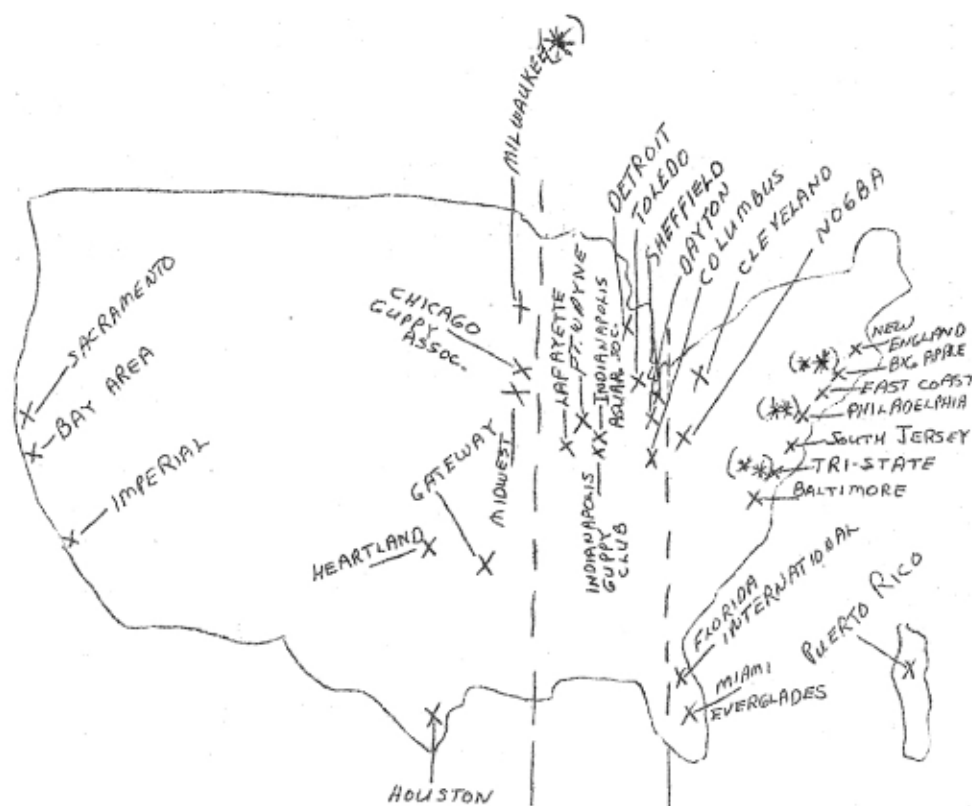 (*)
MILWAUKEE
DETROIT
TOLEDO
SHEFFIELD
DAYTON
COLUMBUS
CLEVELAND
NOGBA
SACRAMENTO
BAY AREA
IMPERIAL
CHICAGO
GUPPY
ASSOC.
GATEWAY
HEARTLAND
MIDWEST
LAFAYETTE
FT. WAYNE
INDIANAPOLIS
AQUAR. SOC.
INDIANAPOLIS
GUPPY
CLUB
NEW
ENGLAND
(**) BIG APPLE
EAST COAST
(**) PHILADELPHIA
SOUTH JERSEY
(**) TRI-STATE
BALTIMORE
FLORIDA
INTERNATIONAL
MIAMI
EVERGLADES
PUERTO RICO
HOUSTON